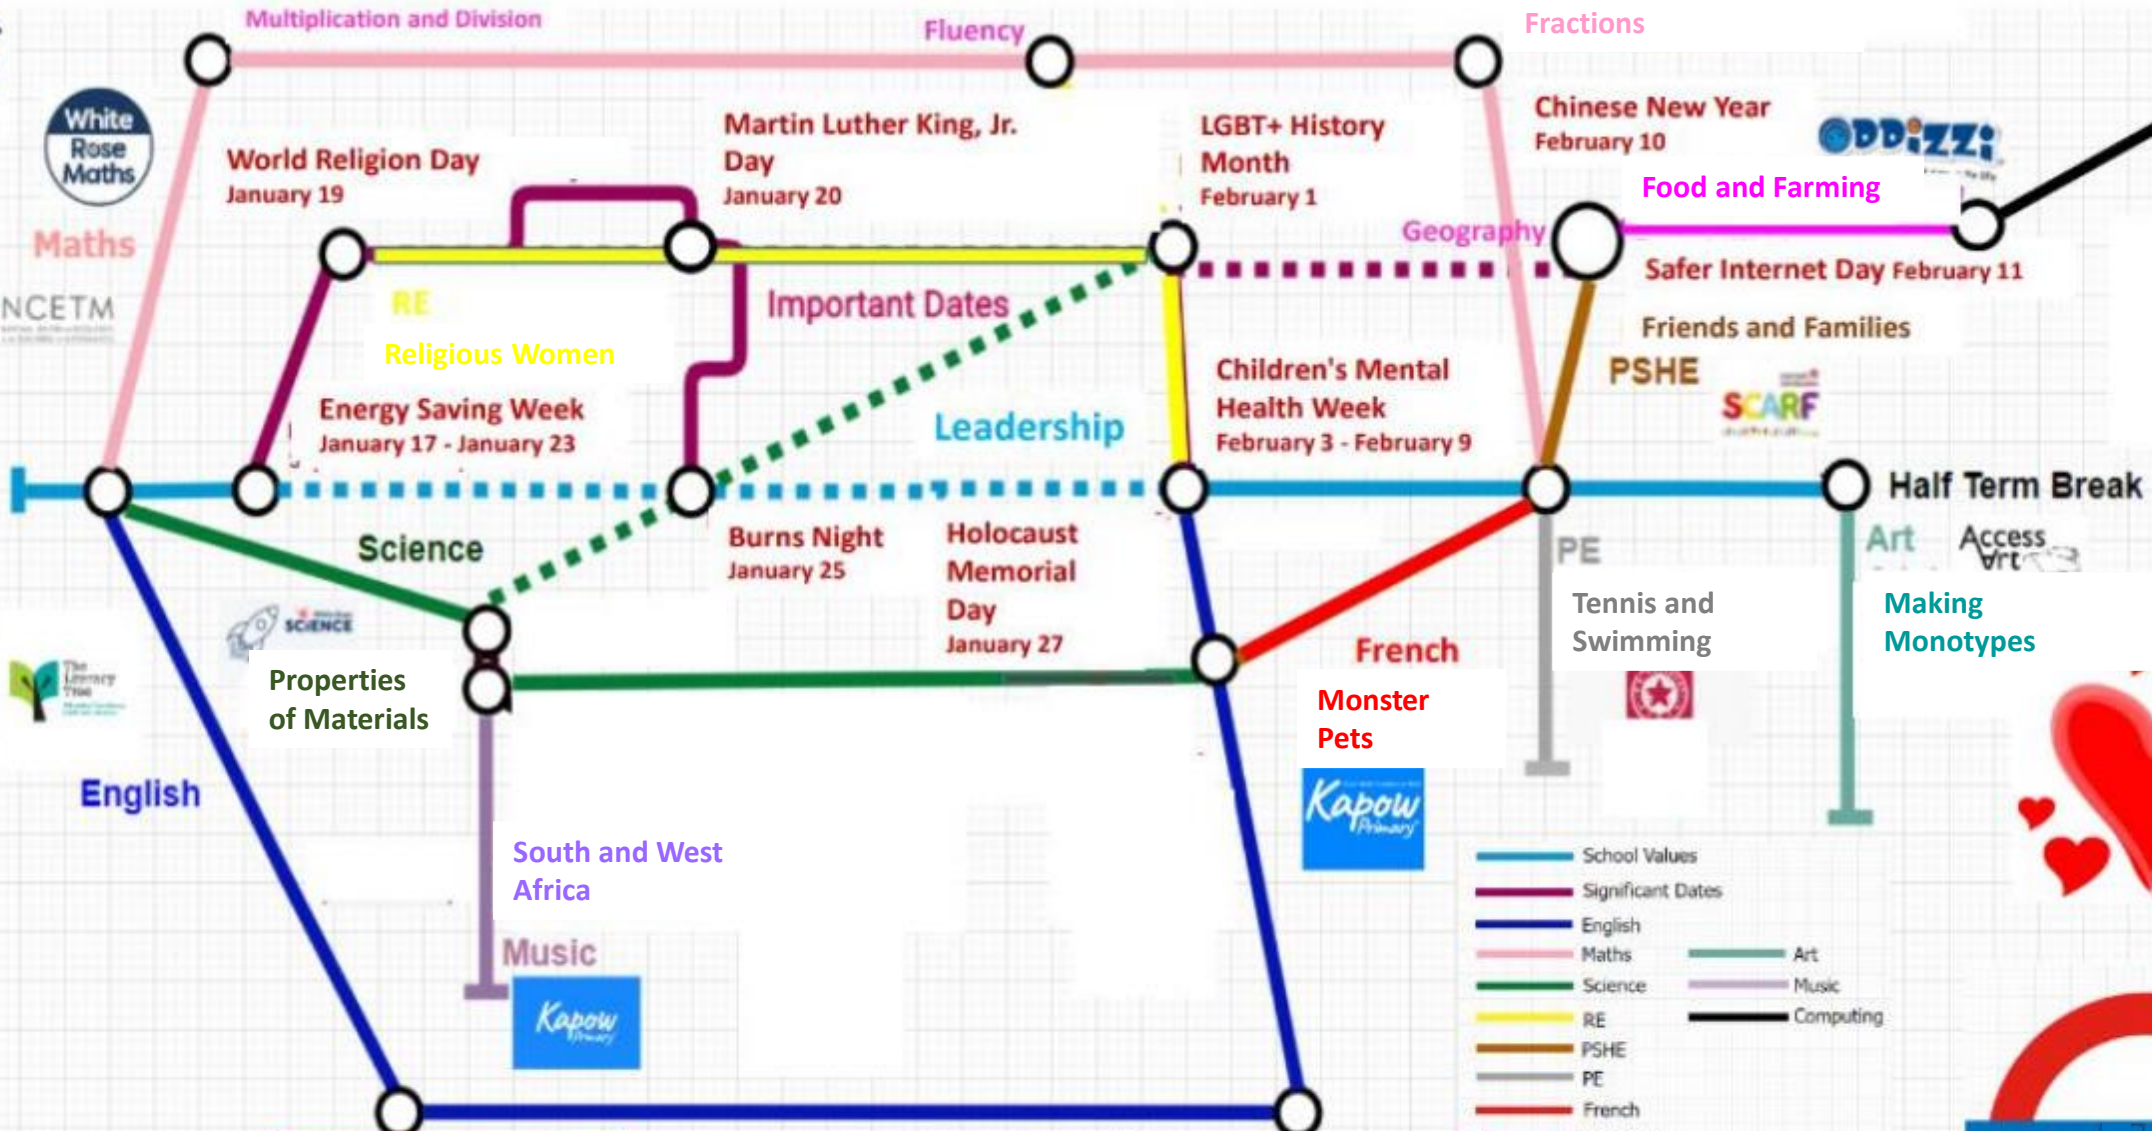 Multiplication and Division
Fluency
Fractions
White
Rose
Maths
Maths
NCETM
World Religion Day
January 19
Martin Luther King, Jr.
Day
January 20
LGBT+ History
Month
February 1
Chinese New Year
February 10
ODDiZZi
Food and Farming
Geography
Safer Internet Day February 11
RE
Religious Women
Important Dates
Friends and Families
PSHE
SCARF
Energy Saving Week
January 17 - January 23
Leadership
Children's Mental
Health Week
February 3 - February 9
Half Term Break
Science
Burns Night
January 25
Holocaust
Memorial
Day
January 27
PE
Tennis and
Swimming
Art
Access
Art
Making
Monotypes
SCIENCE
The
Literacy
Tree
Properties
of Materials
French
Monster
Pets
Kapow
Primary
English
South and West
Africa
Music
Kapow
Primary
School Values
Significant Dates
English
Maths
Art
Science
Music
RE
Computing
PSHE
PE
French